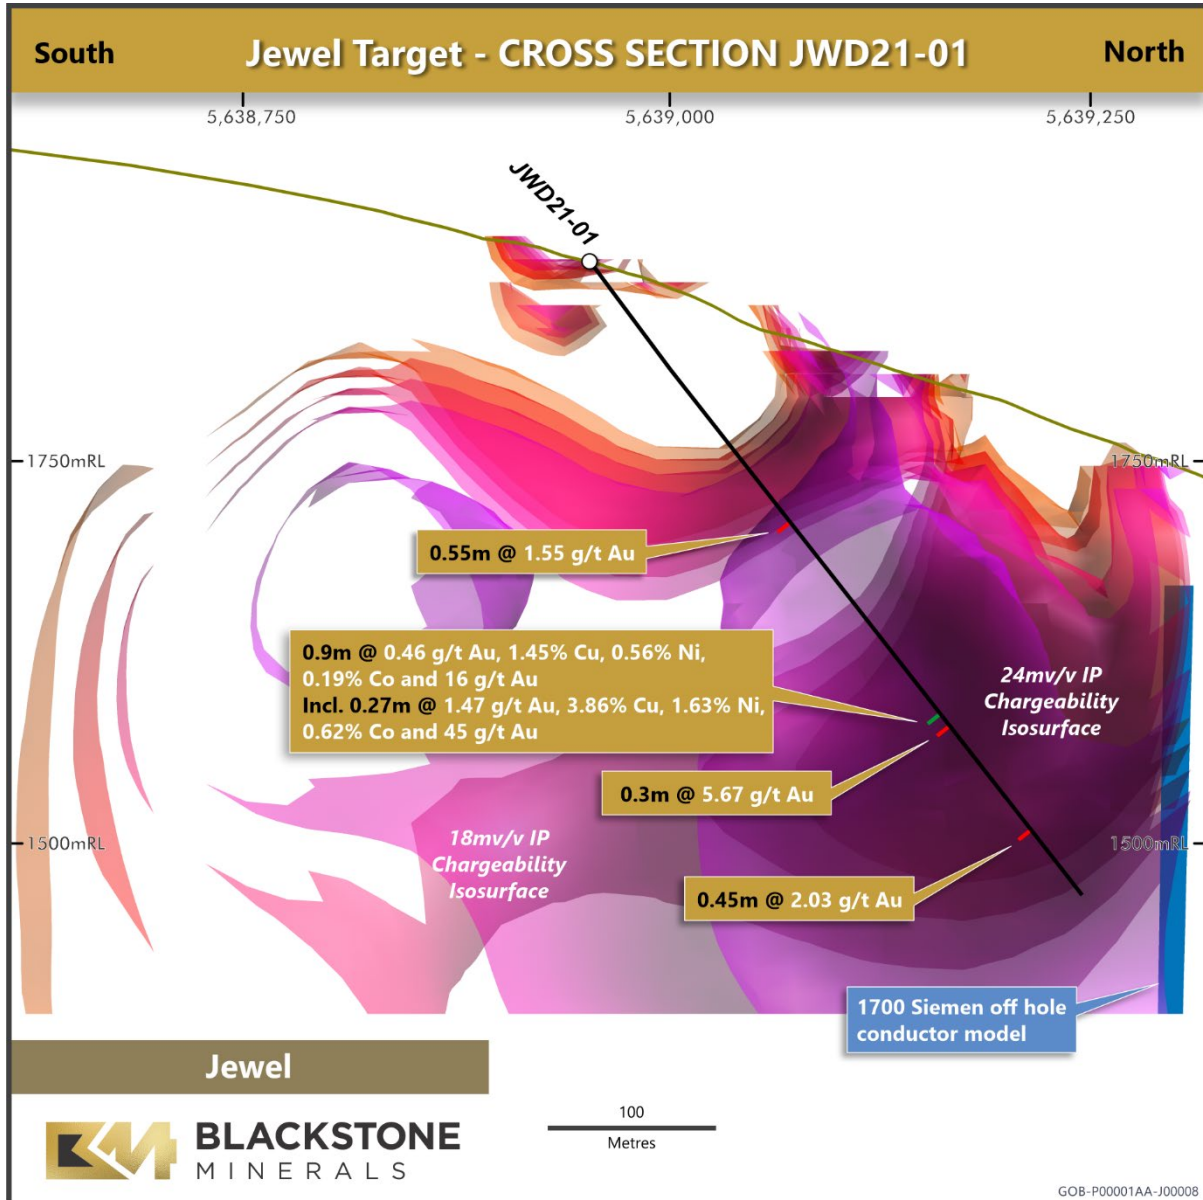 South
Jewel Target - CROSS SECTION JWD21-01
North
5,638,750
5,639,000
5,639,250
JWD21-01
1750mRL
1750mRL
0.55m @ 1.55 g/t Au
0.9m @ 0.46 g/t Au, 1.45% Cu, 0.56% Ni,
0.19% Co and 16 g/t Au
Incl. 0.27m @ 1.47 g/t Au, 3.86% Cu, 1.63% Ni,
0.62% Co and 45 g/t Au
24mv/v IP
Chargeability
Isosurface
0.3m @ 5.67 g/t Au
1500mRL
18mv/v IP
Chargeability
Isosurface
1500mRL
0.45m @ 2.03 g/t Au
1700 Siemen off hole
conductor model
Jewel
BLACKSTONE
MINERALS
100
Metres
GOB-P00001AA-J00008